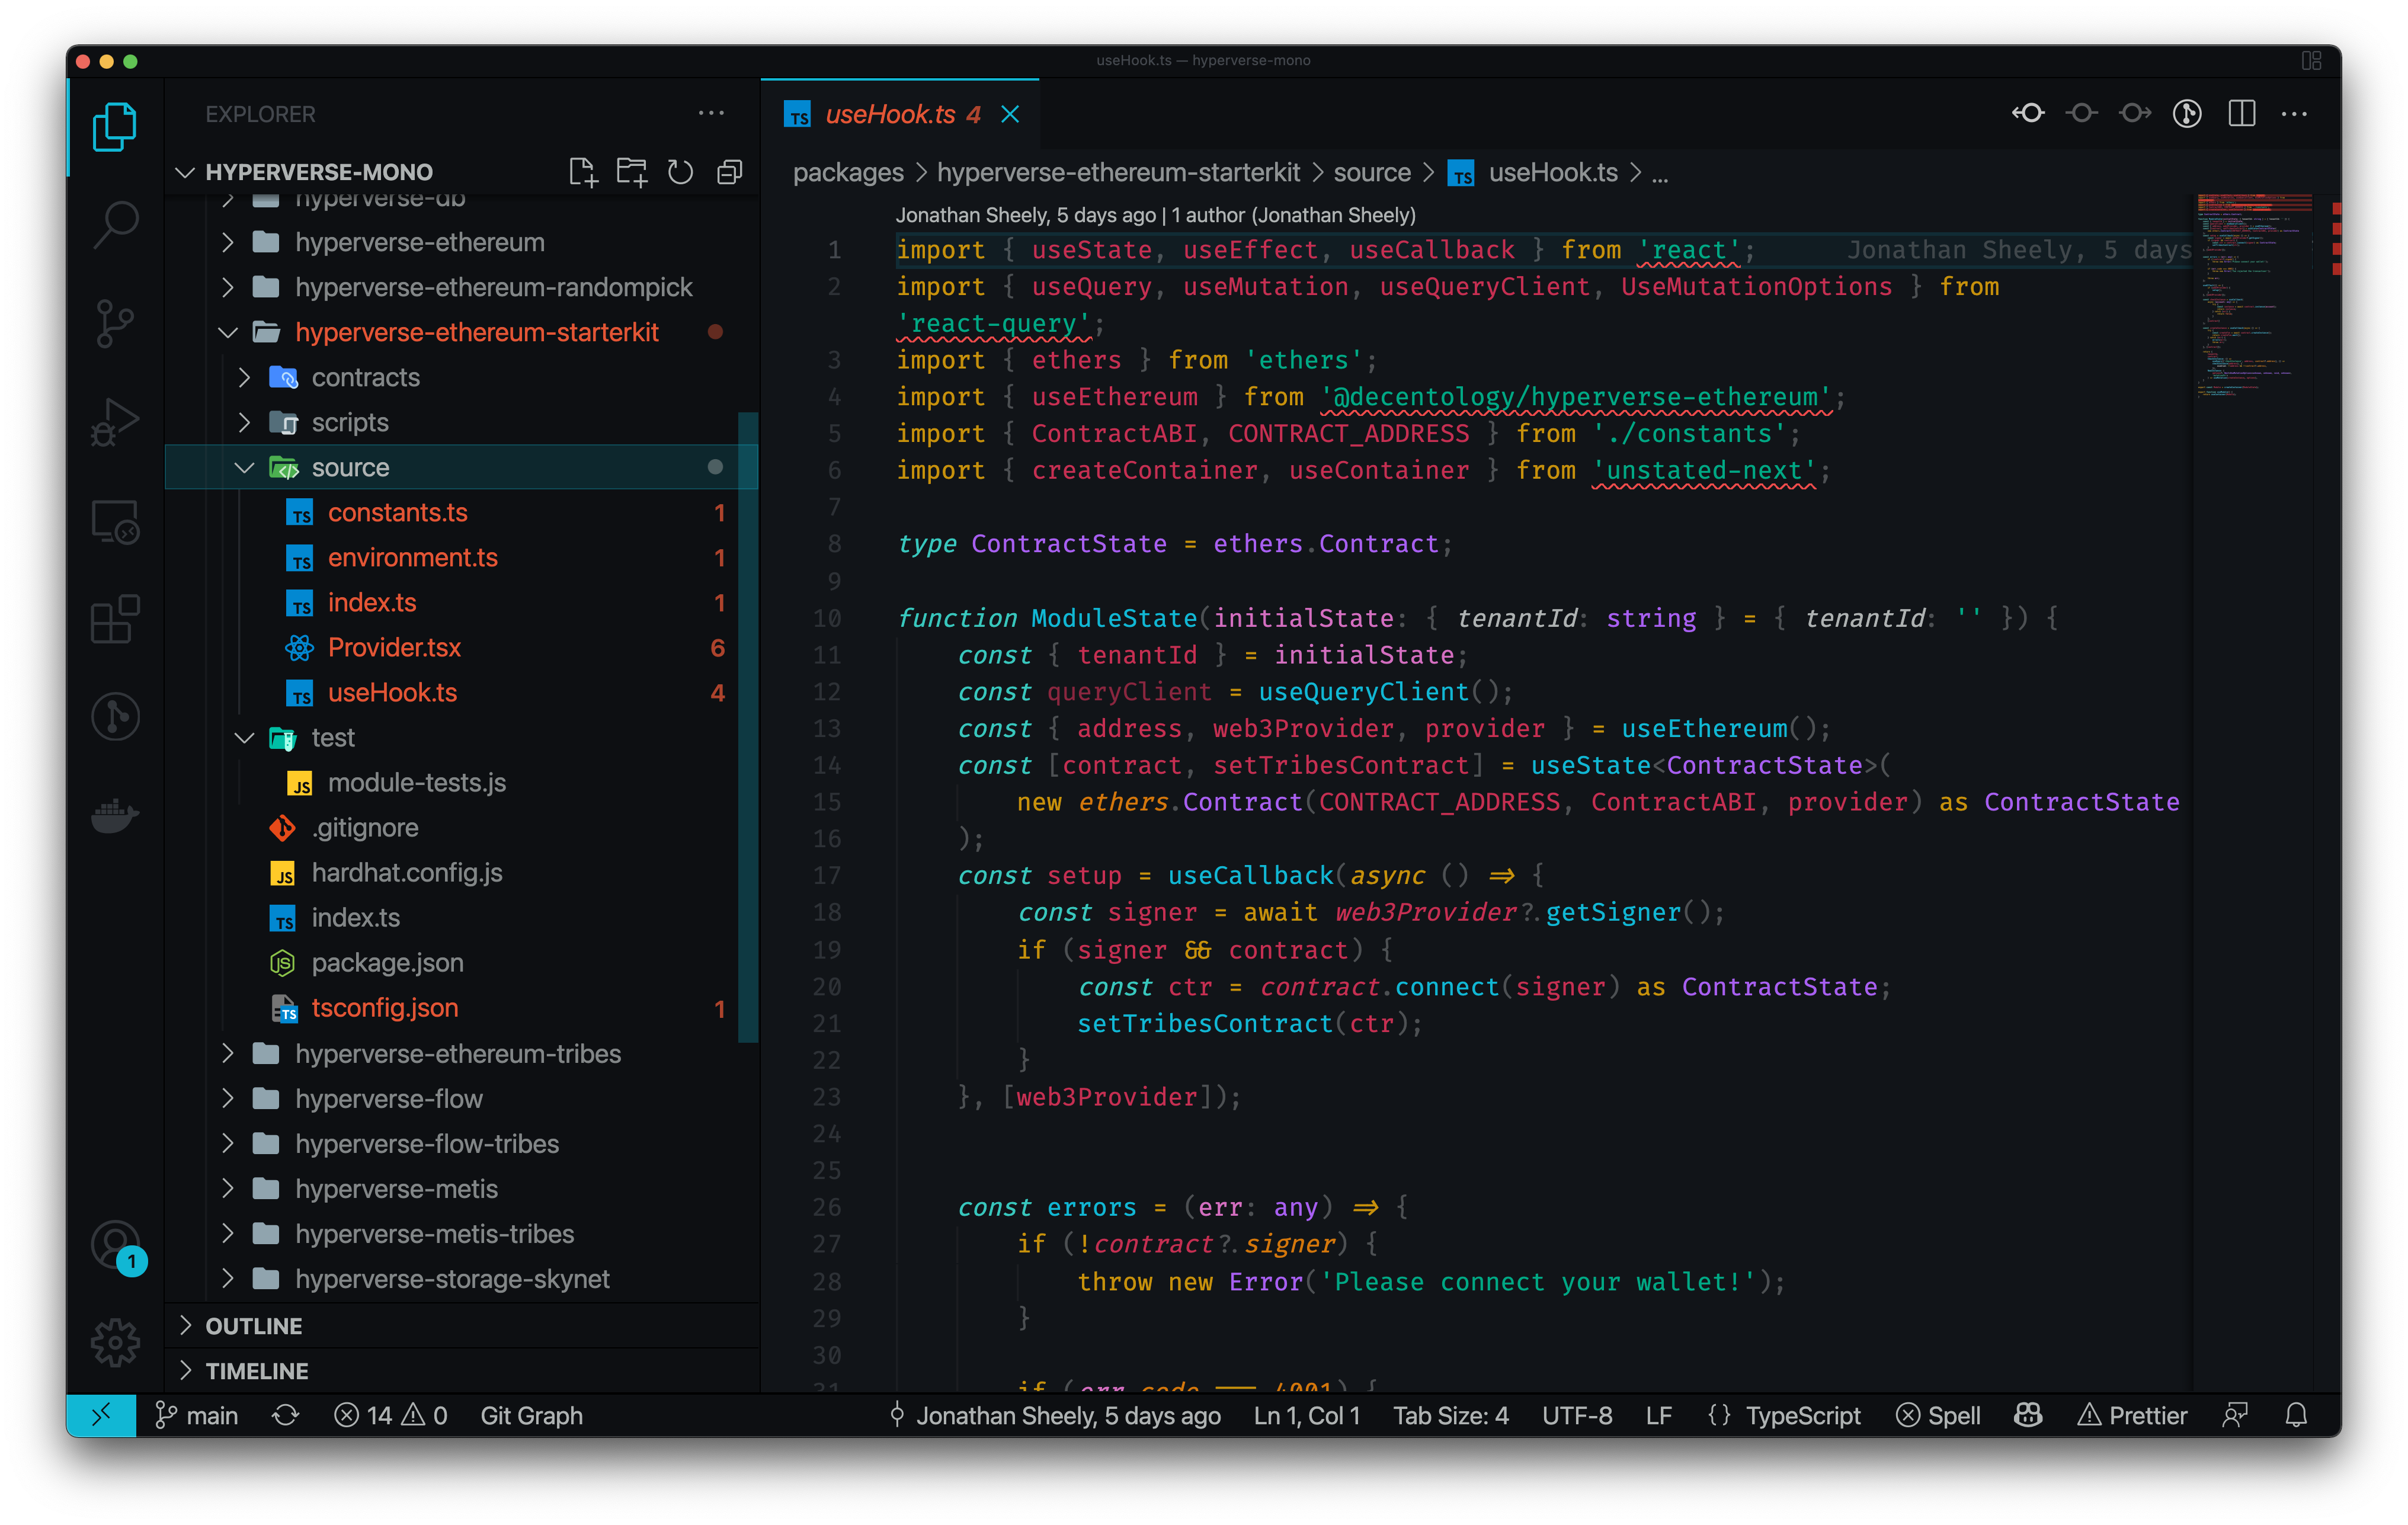 useHook.ts — hyperverse-mono
EXPLORER
HYPERVERSE-MONO
hyperverse-db
hyperverse-ethereum
hyperverse-ethereum-randompick
hyperverse-ethereum-starterkit
contracts
scripts
source
TS constants.ts 1
TS environment.ts 1
TS index.ts 1
Provider.tsx 6
TS useHook.ts 4
test
JS module-tests.js
.gitignore
JS hardhat.config.js
TS index.ts
JS package.json
TS tsconfig.json 1
hyperverse-ethereum-tribes
hyperverse-flow
hyperverse-flow-tribes
hyperverse-metis
hyperverse-metis-tribes
hyperverse-storage-skynet
OUTLINE
TIMELINE
1
TS useHook.ts 4
packages > hyperverse-ethereum-starterkit > source > TS useHook.ts > ...
Jonathan Sheely, 5 days ago | 1 author (Jonathan Sheely)
1 import { useState, useEffect, useCallback } from 'react'; Jonathan Sheely, 5 days
2 import { useQuery, useMutation, useQueryClient, UseMutationOptions } from
'react-query';
3 import { ethers } from 'ethers';
4 import { useEthereum } from '@decentology/hyperverse-ethereum';
5 import { ContractABI, CONTRACT_ADDRESS } from './constants';
6 import { createContainer, useContainer } from 'unstated-next';
7
8 type ContractState = ethers.Contract;
9
10 function ModuleState(initialState: { tenantId: string } = { tenantId: '' }) {
11 const { tenantId } = initialState;
12 const queryClient = useQueryClient();
13 const { address, web3Provider, provider } = useEthereum();
14 const [contract, setTribesContract] = useState<ContractState>(
15 new ethers.Contract(CONTRACT_ADDRESS, ContractABI, provider) as ContractState
16 );
17 const setup = useCallback(async () => {
18 const signer = await web3Provider?.getSigner();
19 if (signer && contract) {
20 const ctr = contract.connect(signer) as ContractState;
21 setTribesContract(ctr);
22 }
23 }, [web3Provider]);
24
25
26 const errors = (err: any) => {
27 if (!contract?.signer) {
28 throw new Error('Please connect your wallet!');
29 }
30
31 if (err.code === 4001) {
main 14 0 Git Graph Jonathan Sheely, 5 days ago Ln 1, Col 1 Tab Size: 4 UTF-8 LF {} TypeScript Spell Prettier